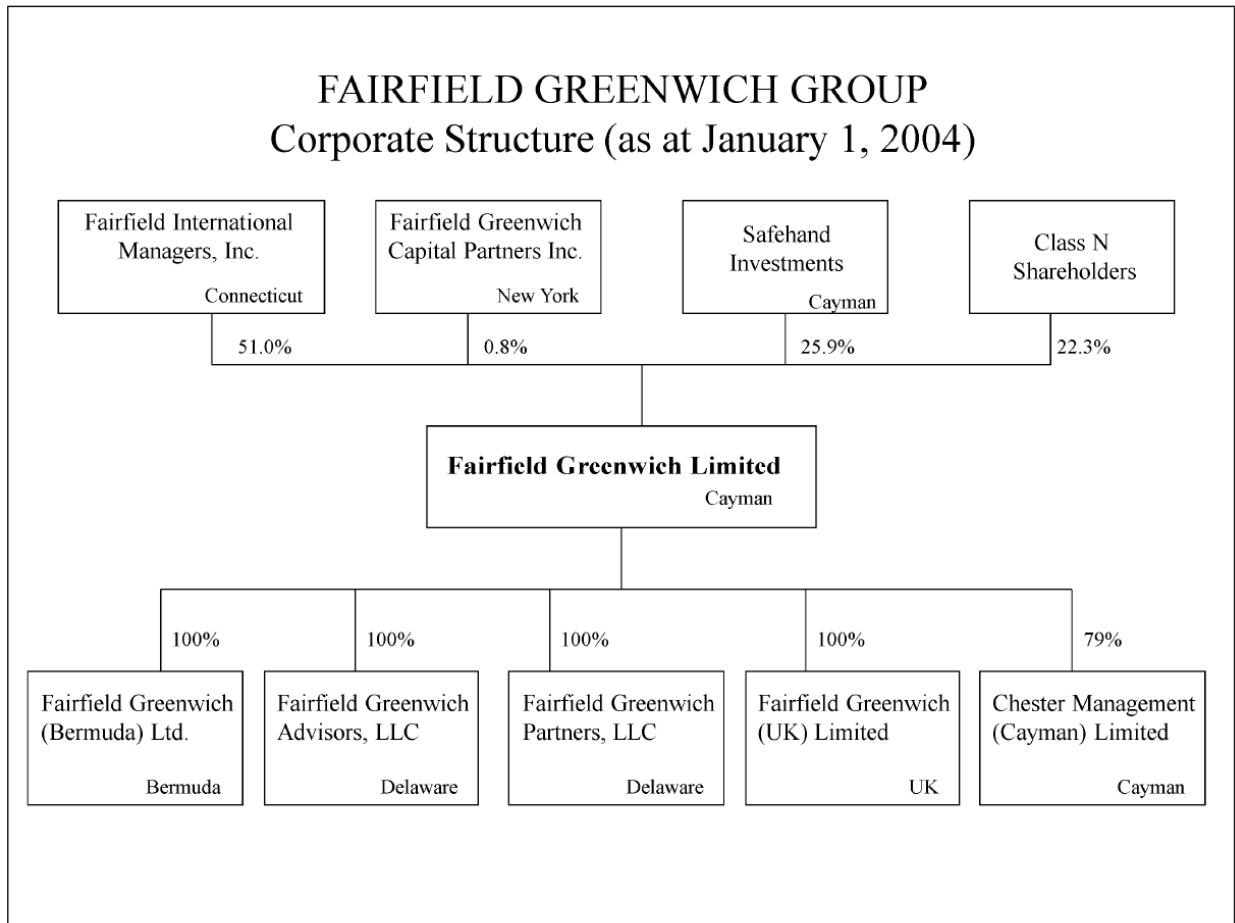 FAIRFIELD GREENWICH GROUP
Corporate Structure (as at January 1, 2004)
Fairfield International
Managers, Inc.
Connecticut
Fairfield Greenwich
Capital Partners Inc.
New York
Safehand
Investments
Cayman
Class N
Shareholders
51.0%
0.8%
25.9%
22.3%
Fairfield Greenwich Limited
Cayman
100%
100%
100%
100%
79%
Fairfield Greenwich
(Bermuda) Ltd.
Bermuda
Fairfield Greenwich
Advisors, LLC
Delaware
Fairfield Greenwich
Partners, LLC
Delaware
Fairfield Greenwich
(UK) Limited
UK
Chester Management
(Cayman) Limited
Cayman